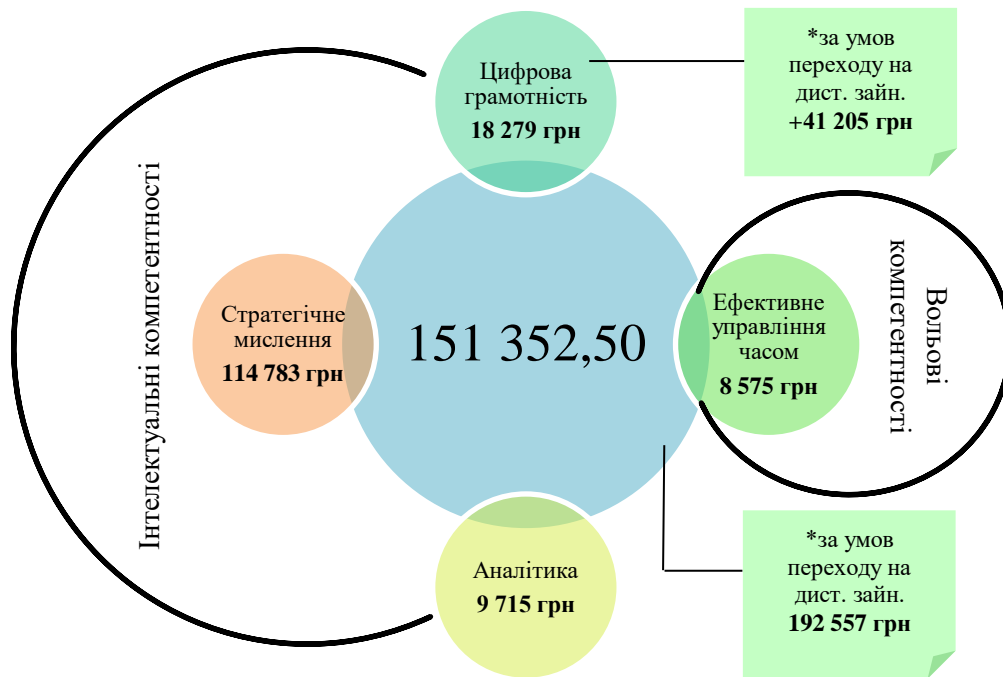 Інтелектуальні компетентності
Цифрова
грамотність
18 279 грн
*за умов
переходу на
дист. зайн.
+41 205 грн
Стратегічне
мислення
114 783 грн
151 352,50
Ефективне
управління
часом
8 575 грн
Вольові
компетентності
Аналітика
9 715 грн
*за умов
переходу на
дист. зайн.
192 557 грн